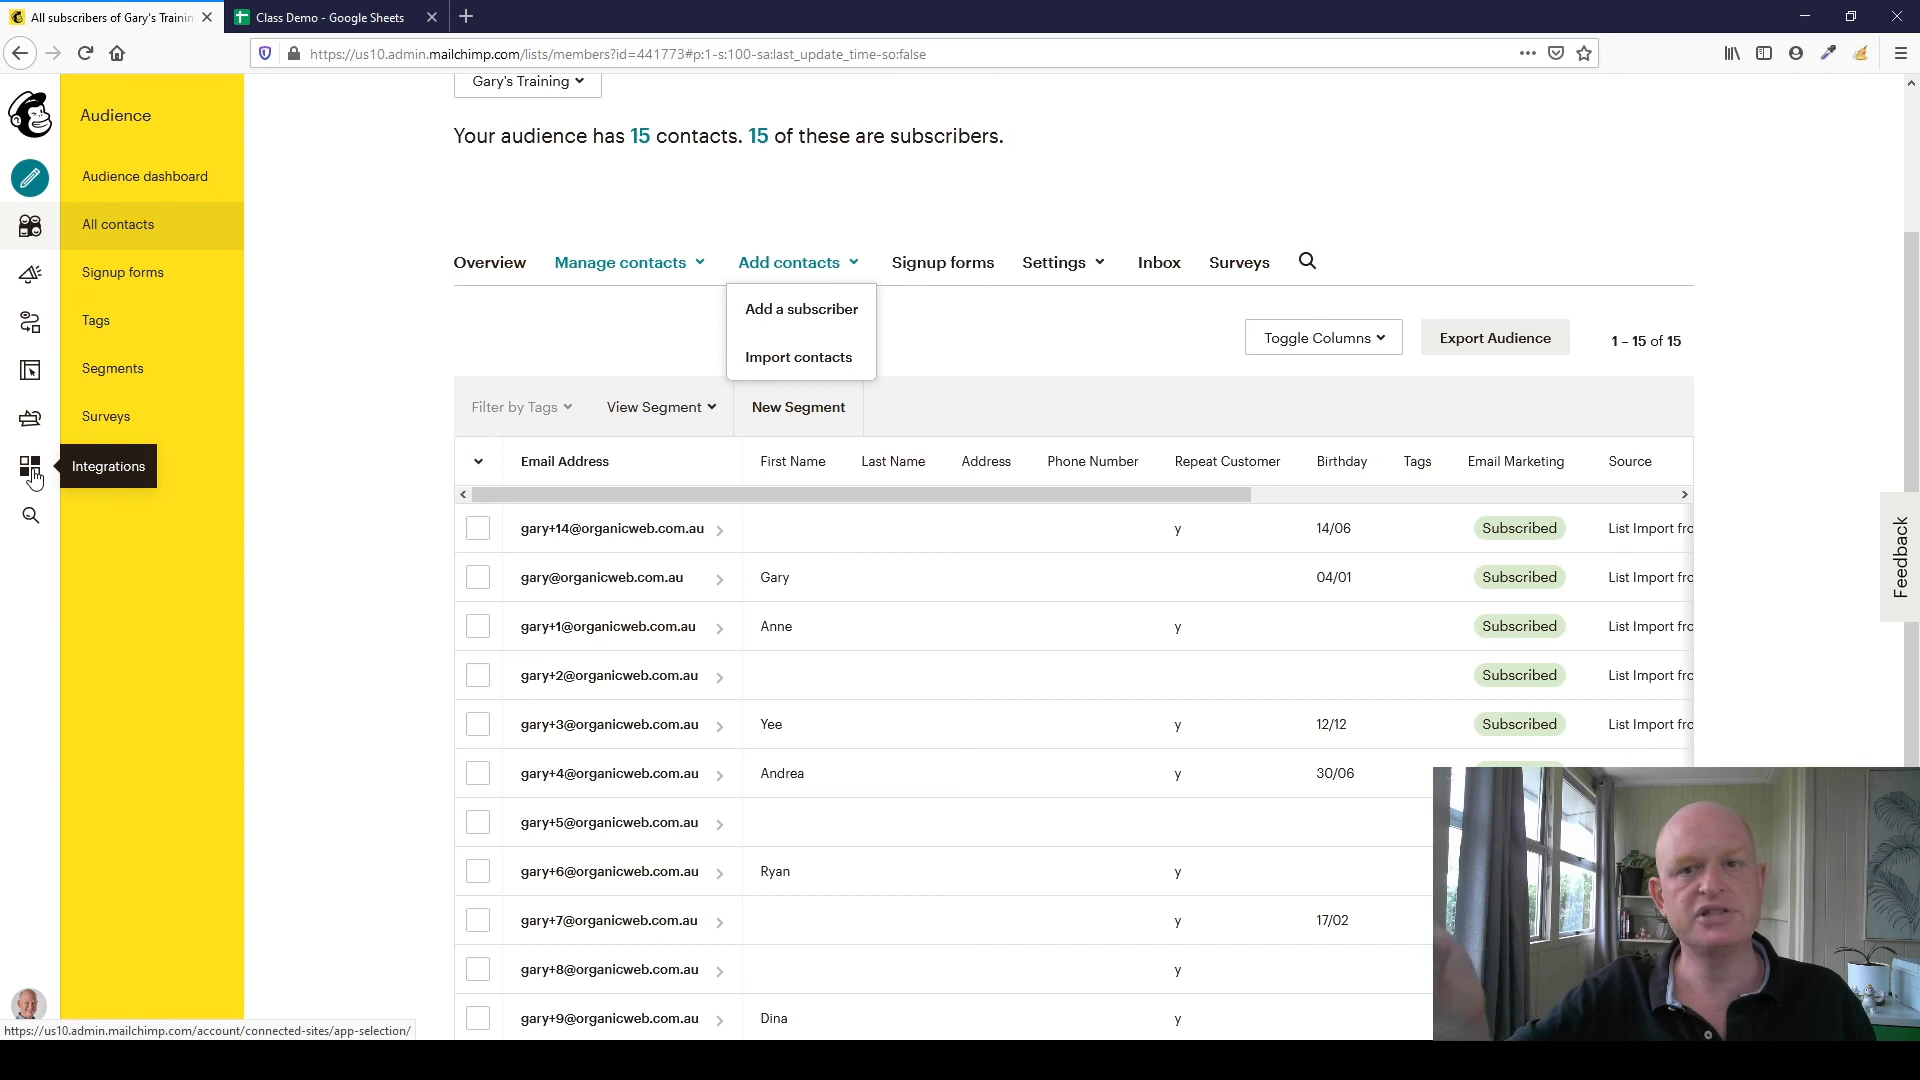 All subscribers of Gary's Trainin
Class Demo - Google Sheets
https://us10.admin.mailchimp.com/lists/members?id=441773#p:1-s:100-sa:last_update_time-so:false
Audience
Audience dashboard
All contacts
Signup forms
Tags
Segments
Surveys
Integrations
Gary's Training
Your audience has 15 contacts. 15 of these are subscribers.
Overview Manage contacts Add contacts Signup forms Settings Inbox Surveys
Add a subscriber
Import contacts
Toggle Columns Export Audience 1 – 15 of 15
Filter by Tags View Segment New Segment
Email Address First Name Last Name Address Phone Number Repeat Customer Birthday Tags Email Marketing Source
gary+14@organicweb.com.au y 14/06 Subscribed List Import fro
gary@organicweb.com.au Gary 04/01 Subscribed List Import fro
gary+1@organicweb.com.au Anne y Subscribed List Import fro
gary+2@organicweb.com.au Subscribed List Import fro
gary+3@organicweb.com.au Yee y 12/12 Subscribed List Import fro
gary+4@organicweb.com.au Andrea y 30/06
gary+5@organicweb.com.au
gary+6@organicweb.com.au Ryan y
gary+7@organicweb.com.au y 17/02
gary+8@organicweb.com.au y
gary+9@organicweb.com.au Dina y
Feedback
https://us10.admin.mailchimp.com/account/connected-sites/app-selection/